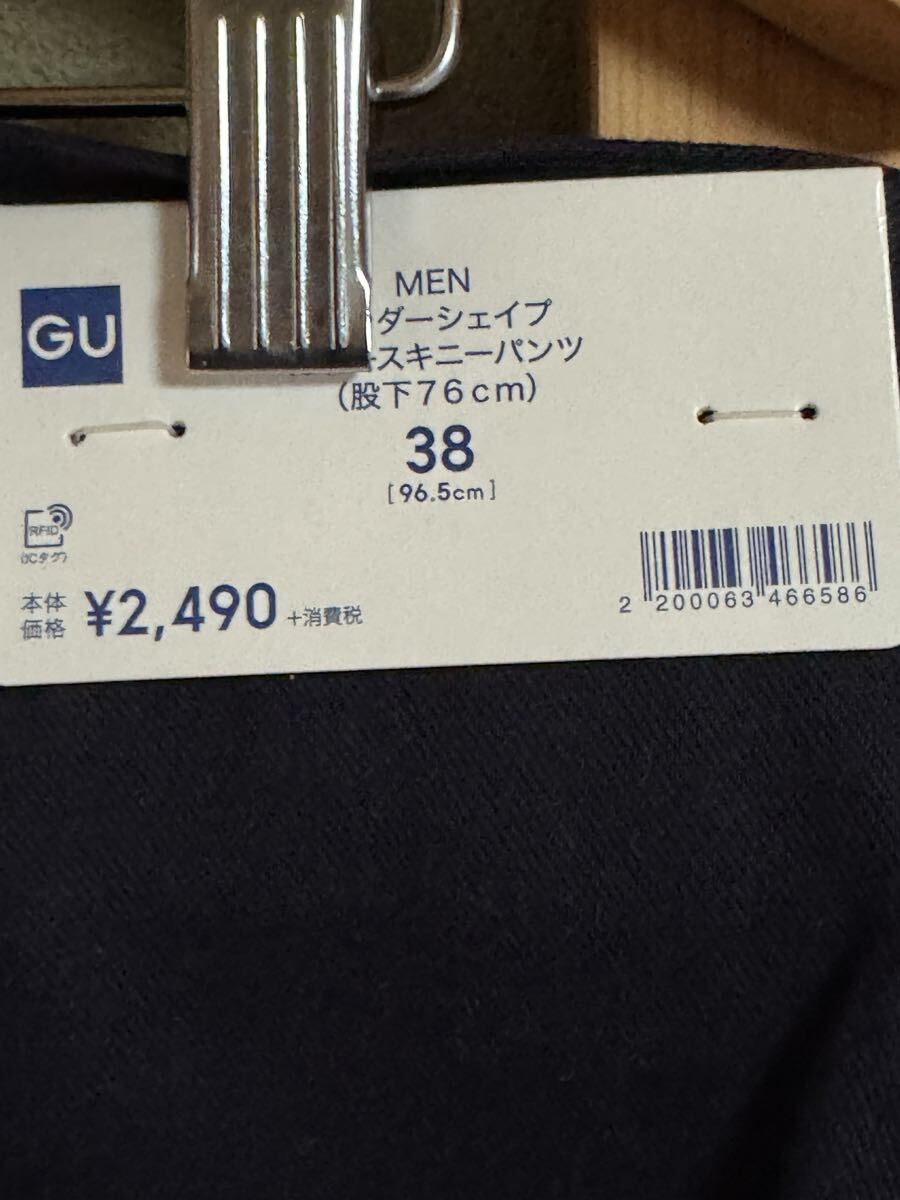 GU
MEN
ダーシェイプ
スキニーパンツ
(股下76cm)
38
[96.5cm]
RFID
(ICタグ)
本体
価格 ¥2,490 +消費税
2 200063 466586